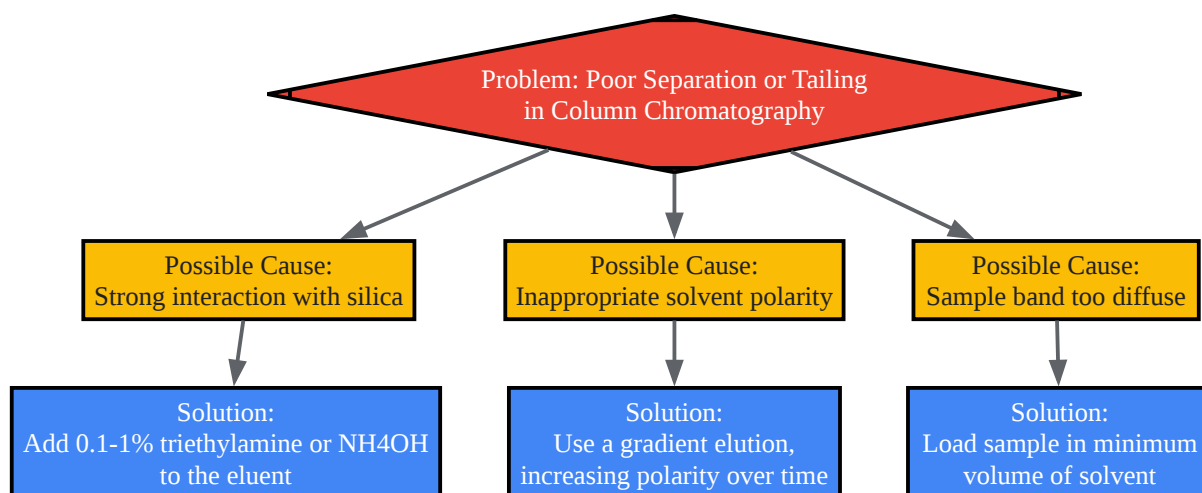 Problem: Poor Separation or Tailing
in Column Chromatography
Possible Cause:
Strong interaction with silica
Possible Cause:
Inappropriate solvent polarity
Possible Cause:
Sample band too diffuse
Solution:
Add 0.1-1% triethylamine or NH4OH
to the eluent
Solution:
Use a gradient elution,
increasing polarity over time
Solution:
Load sample in minimum
volume of solvent